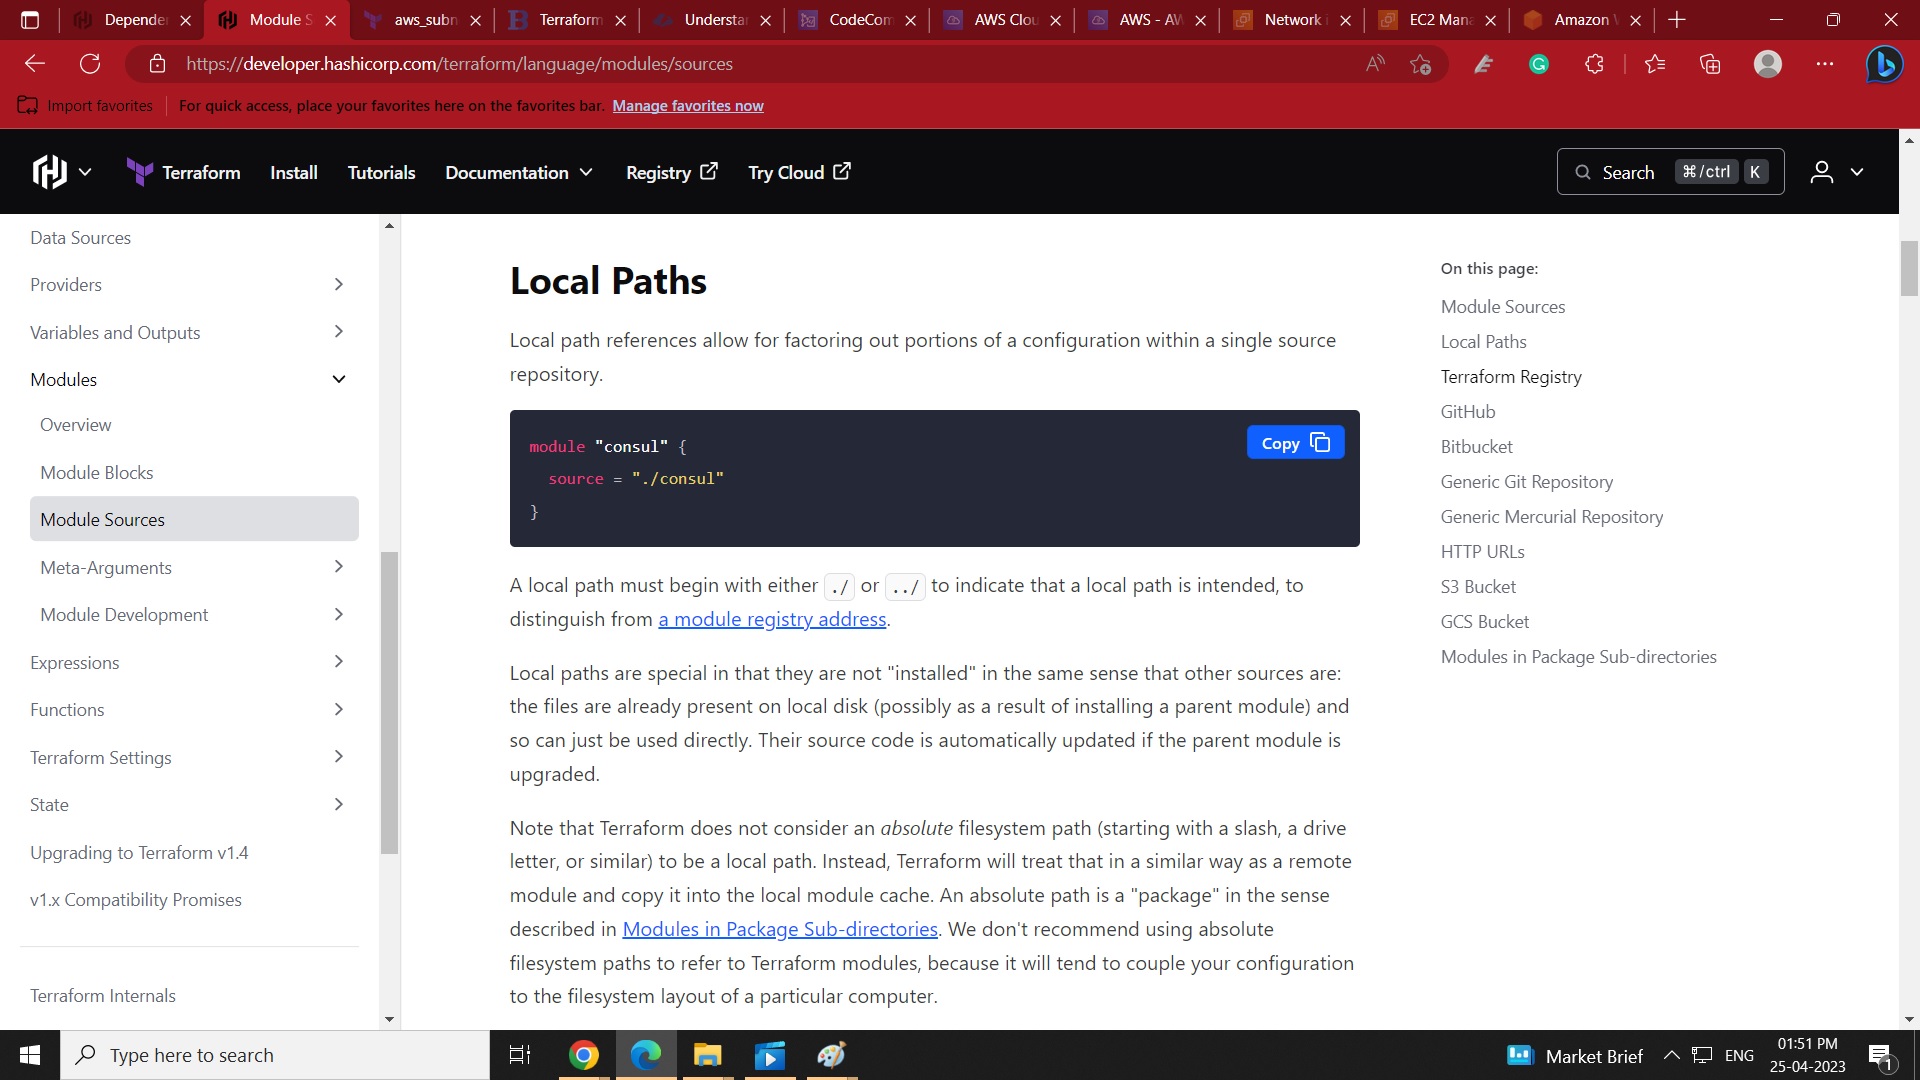 Depender
Module S
aws_subn
Terraform
Understan
CodeCom
AWS Clou
AWS - AW
Network i
EC2 Mana
Amazon
https://developer.hashicorp.com/terraform/language/modules/sources
Import favorites
For quick access, place your favorites here on the favorites bar. Manage favorites now
Terraform
Install
Tutorials
Documentation
Registry
Try Cloud
Search
⌘/ctrl
K
Data Sources
Providers
Variables and Outputs
Modules
Overview
Module Blocks
Module Sources
Meta-Arguments
Module Development
Expressions
Functions
Terraform Settings
State
Upgrading to Terraform v1.4
v1.x Compatibility Promises
Terraform Internals
Local Paths
Local path references allow for factoring out portions of a configuration within a single source
repository.
module "consul" {
source = "./consul"
}
Copy
A local path must begin with either ./ or ../ to indicate that a local path is intended, to
distinguish from a module registry address.
Local paths are special in that they are not "installed" in the same sense that other sources are:
the files are already present on local disk (possibly as a result of installing a parent module) and
so can just be used directly. Their source code is automatically updated if the parent module is
upgraded.
Note that Terraform does not consider an absolute filesystem path (starting with a slash, a drive
letter, or similar) to be a local path. Instead, Terraform will treat that in a similar way as a remote
module and copy it into the local module cache. An absolute path is a "package" in the sense
described in Modules in Package Sub-directories. We don't recommend using absolute
filesystem paths to refer to Terraform modules, because it will tend to couple your configuration
to the filesystem layout of a particular computer.
On this page:
Module Sources
Local Paths
Terraform Registry
GitHub
Bitbucket
Generic Git Repository
Generic Mercurial Repository
HTTP URLs
S3 Bucket
GCS Bucket
Modules in Package Sub-directories
Type here to search
Market Brief
ENG
01:51 PM
25-04-2023
1